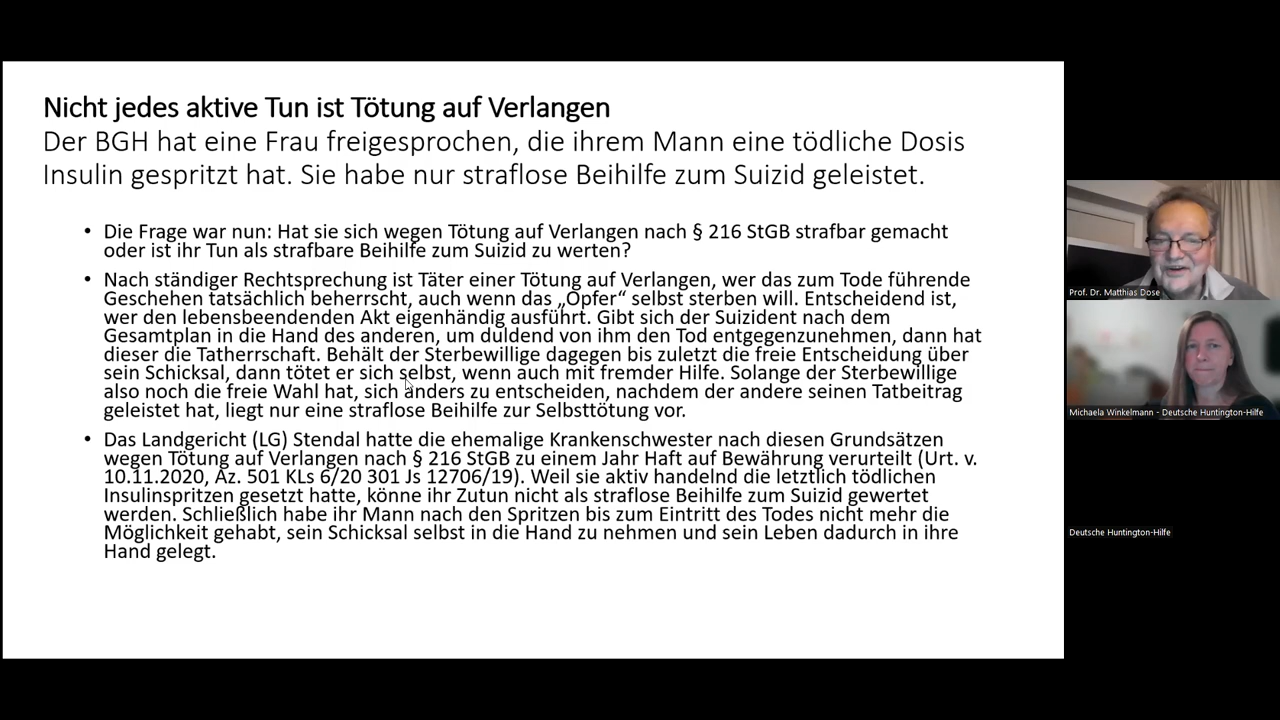 Nicht jedes aktive Tun ist Tötung auf Verlangen
Der BGH hat eine Frau freigesprochen, die ihrem Mann eine tödliche Dosis
Insulin gespritzt hat. Sie habe nur straflose Beihilfe zum Suizid geleistet.
• Die Frage war nun: Hat sie sich wegen Tötung auf Verlangen nach § 216 StGB strafbar gemacht
oder ist ihr Tun als strafbare Beihilfe zum Suizid zu werten?
• Nach ständiger Rechtsprechung ist Täter einer Tötung auf Verlangen, wer das zum Tode führende
Geschehen tatsächlich beherrscht, auch wenn das „Opfer“ selbst sterben will. Entscheidend ist,
wer den lebensbeendenden Akt eigenhändig ausführt. Gibt sich der Suizident nach dem
Gesamtplan in die Hand des anderen, um duldend von ihm den Tod entgegenzunehmen, dann hat
dieser die Tatherrschaft. Behält der Sterbewillige dagegen bis zuletzt die freie Entscheidung über
sein Schicksal, dann tötet er sich selbst, wenn auch mit fremder Hilfe. Solange der Sterbewillige
also noch die freie Wahl hat, sich anders zu entscheiden, nachdem der andere seinen Tatbeitrag
geleistet hat, liegt nur eine straflose Beihilfe zur Selbsttötung vor.
• Das Landgericht (LG) Stendal hatte die ehemalige Krankenschwester nach diesen Grundsätzen
wegen Tötung auf Verlangen nach § 216 StGB zu einem Jahr Haft auf Bewährung verurteilt (Urt. v.
10.11.2020, Az. 501 KLs 6/20 301 Js 12706/19). Weil sie aktiv handelnd die letztlich tödlichen
Insulinspritzen gesetzt hatte, könne ihr Zutun nicht als straflose Beihilfe zum Suizid gewertet
werden. Schließlich habe ihr Mann nach den Spritzen bis zum Eintritt des Todes nicht mehr die
Möglichkeit gehabt, sein Schicksal selbst in die Hand zu nehmen und sein Leben dadurch in ihre
Hand gelegt.
Prof. Dr. Matthias Dose
Michaela Winkelmann - Deutsche Huntington-Hilfe
Deutsche Huntington-Hilfe